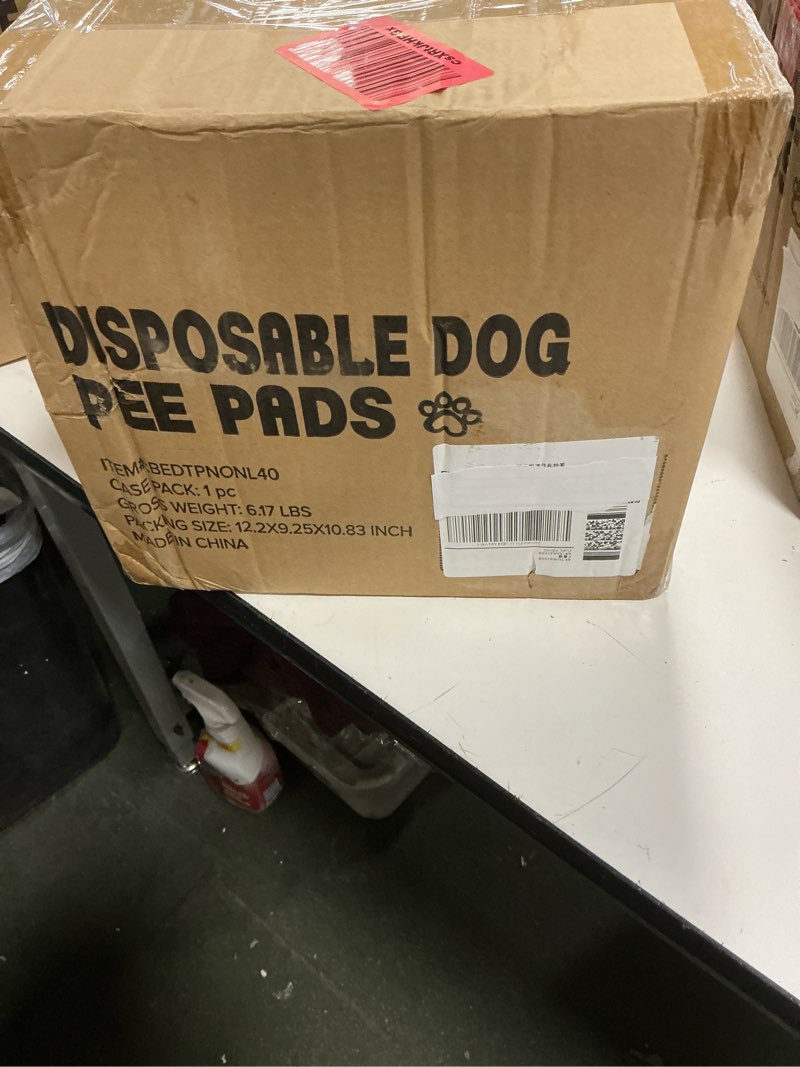 CsXRUKHF
DISPOSABLE DOG
PEE PADS
ITEM#:BEDTPNONL40
CASE PACK: 1 pc
GROSS WEIGHT: 6.17 LBS
PACKING SIZE: 12.2X9.25X10.83 INCH
MADE IN CHINA